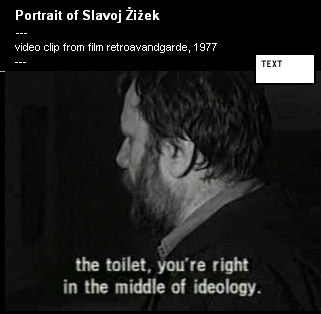 Portrait of Slavoj Žižek
---
video clip from film retroavandgarde, 1977
---
TEXT
the toilet, you're right
in the middle of ideology.